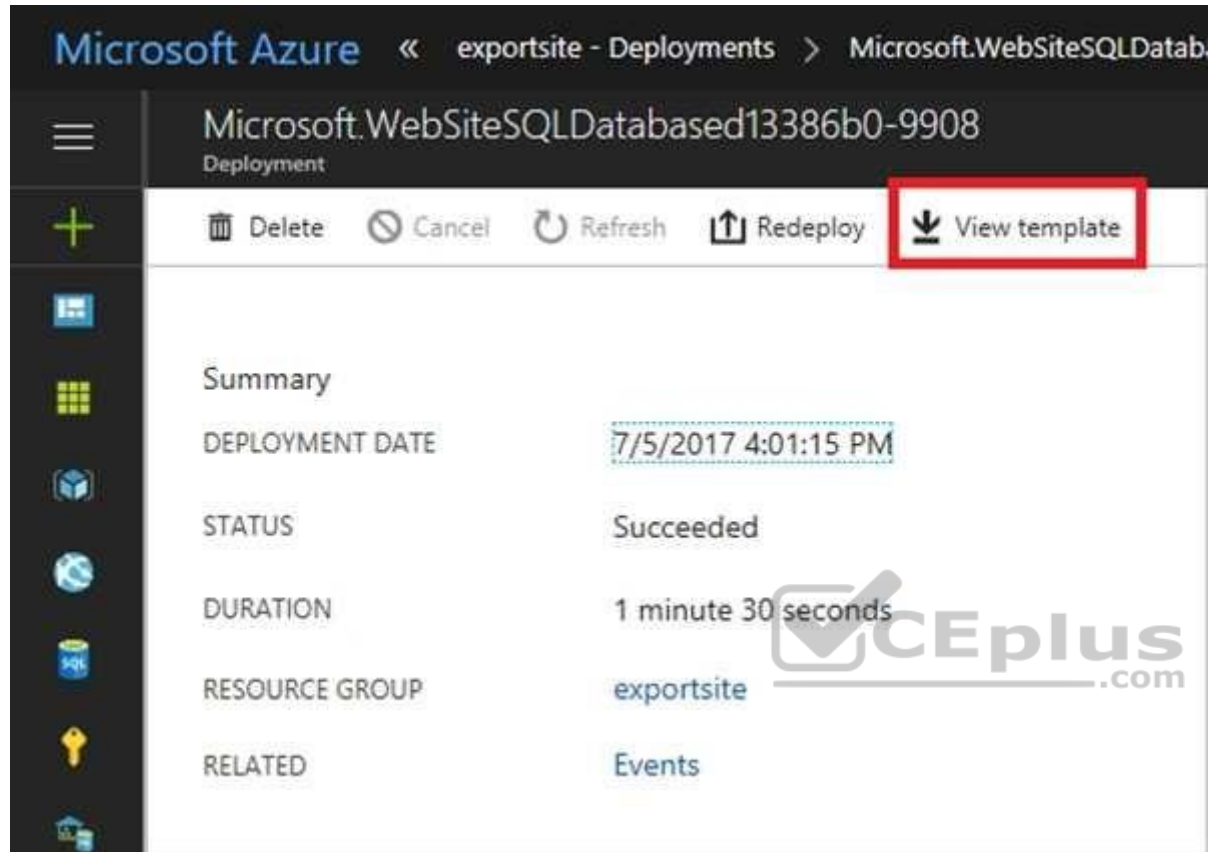 Microsoft Azure « exportsite - Deployments > Microsoft.WebSiteSQLDatab
Microsoft.WebSiteSQLDatabased13386b0-9908
Deployment
Delete Cancel Refresh Redeploy View template
Summary
DEPLOYMENT DATE 7/5/2017 4:01:15 PM
STATUS Succeeded
DURATION 1 minute 30 seconds
CEplus
.com
RESOURCE GROUP exportsite
SQL
RELATED Events